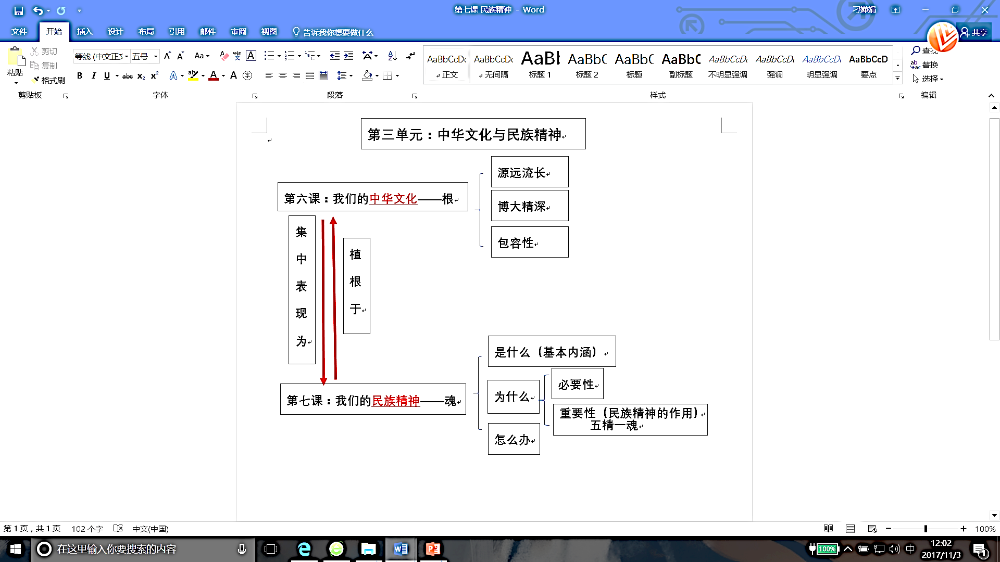 第七课 民族精神 - Word
刁婵娟
文件 开始 插入 设计 布局 引用 邮件 审阅 视图 告诉我你想要做什么 共享
粘贴 剪切 复制 格式刷
等线 (中文正文 五号
AaBbCcDc AaBbCcDc AaBl AaBbC AaBbC AaBbC AaBbCcDc AaBbCcDc AaBbCcDc AaBbCcD
正文 无间隔 标题 1 标题 2 标题 副标题 不明显强调 强调 明显强调 要点
查找
替换
选择
剪贴板 字体 段落 样式 编辑
第三单元：中华文化与民族精神
源远流长
第六课：我们的中华文化——根
博大精深
包容性
集中表现为
植根于
是什么（基本内涵）
必要性
为什么
第七课：我们的民族精神——魂
重要性（民族精神的作用）
五精一魂
怎么办
第 1 页，共 1 页 102 个字 中文(中国) 100%
在这里输入你要搜索的内容
100% 中 12:02
2017/11/3
1